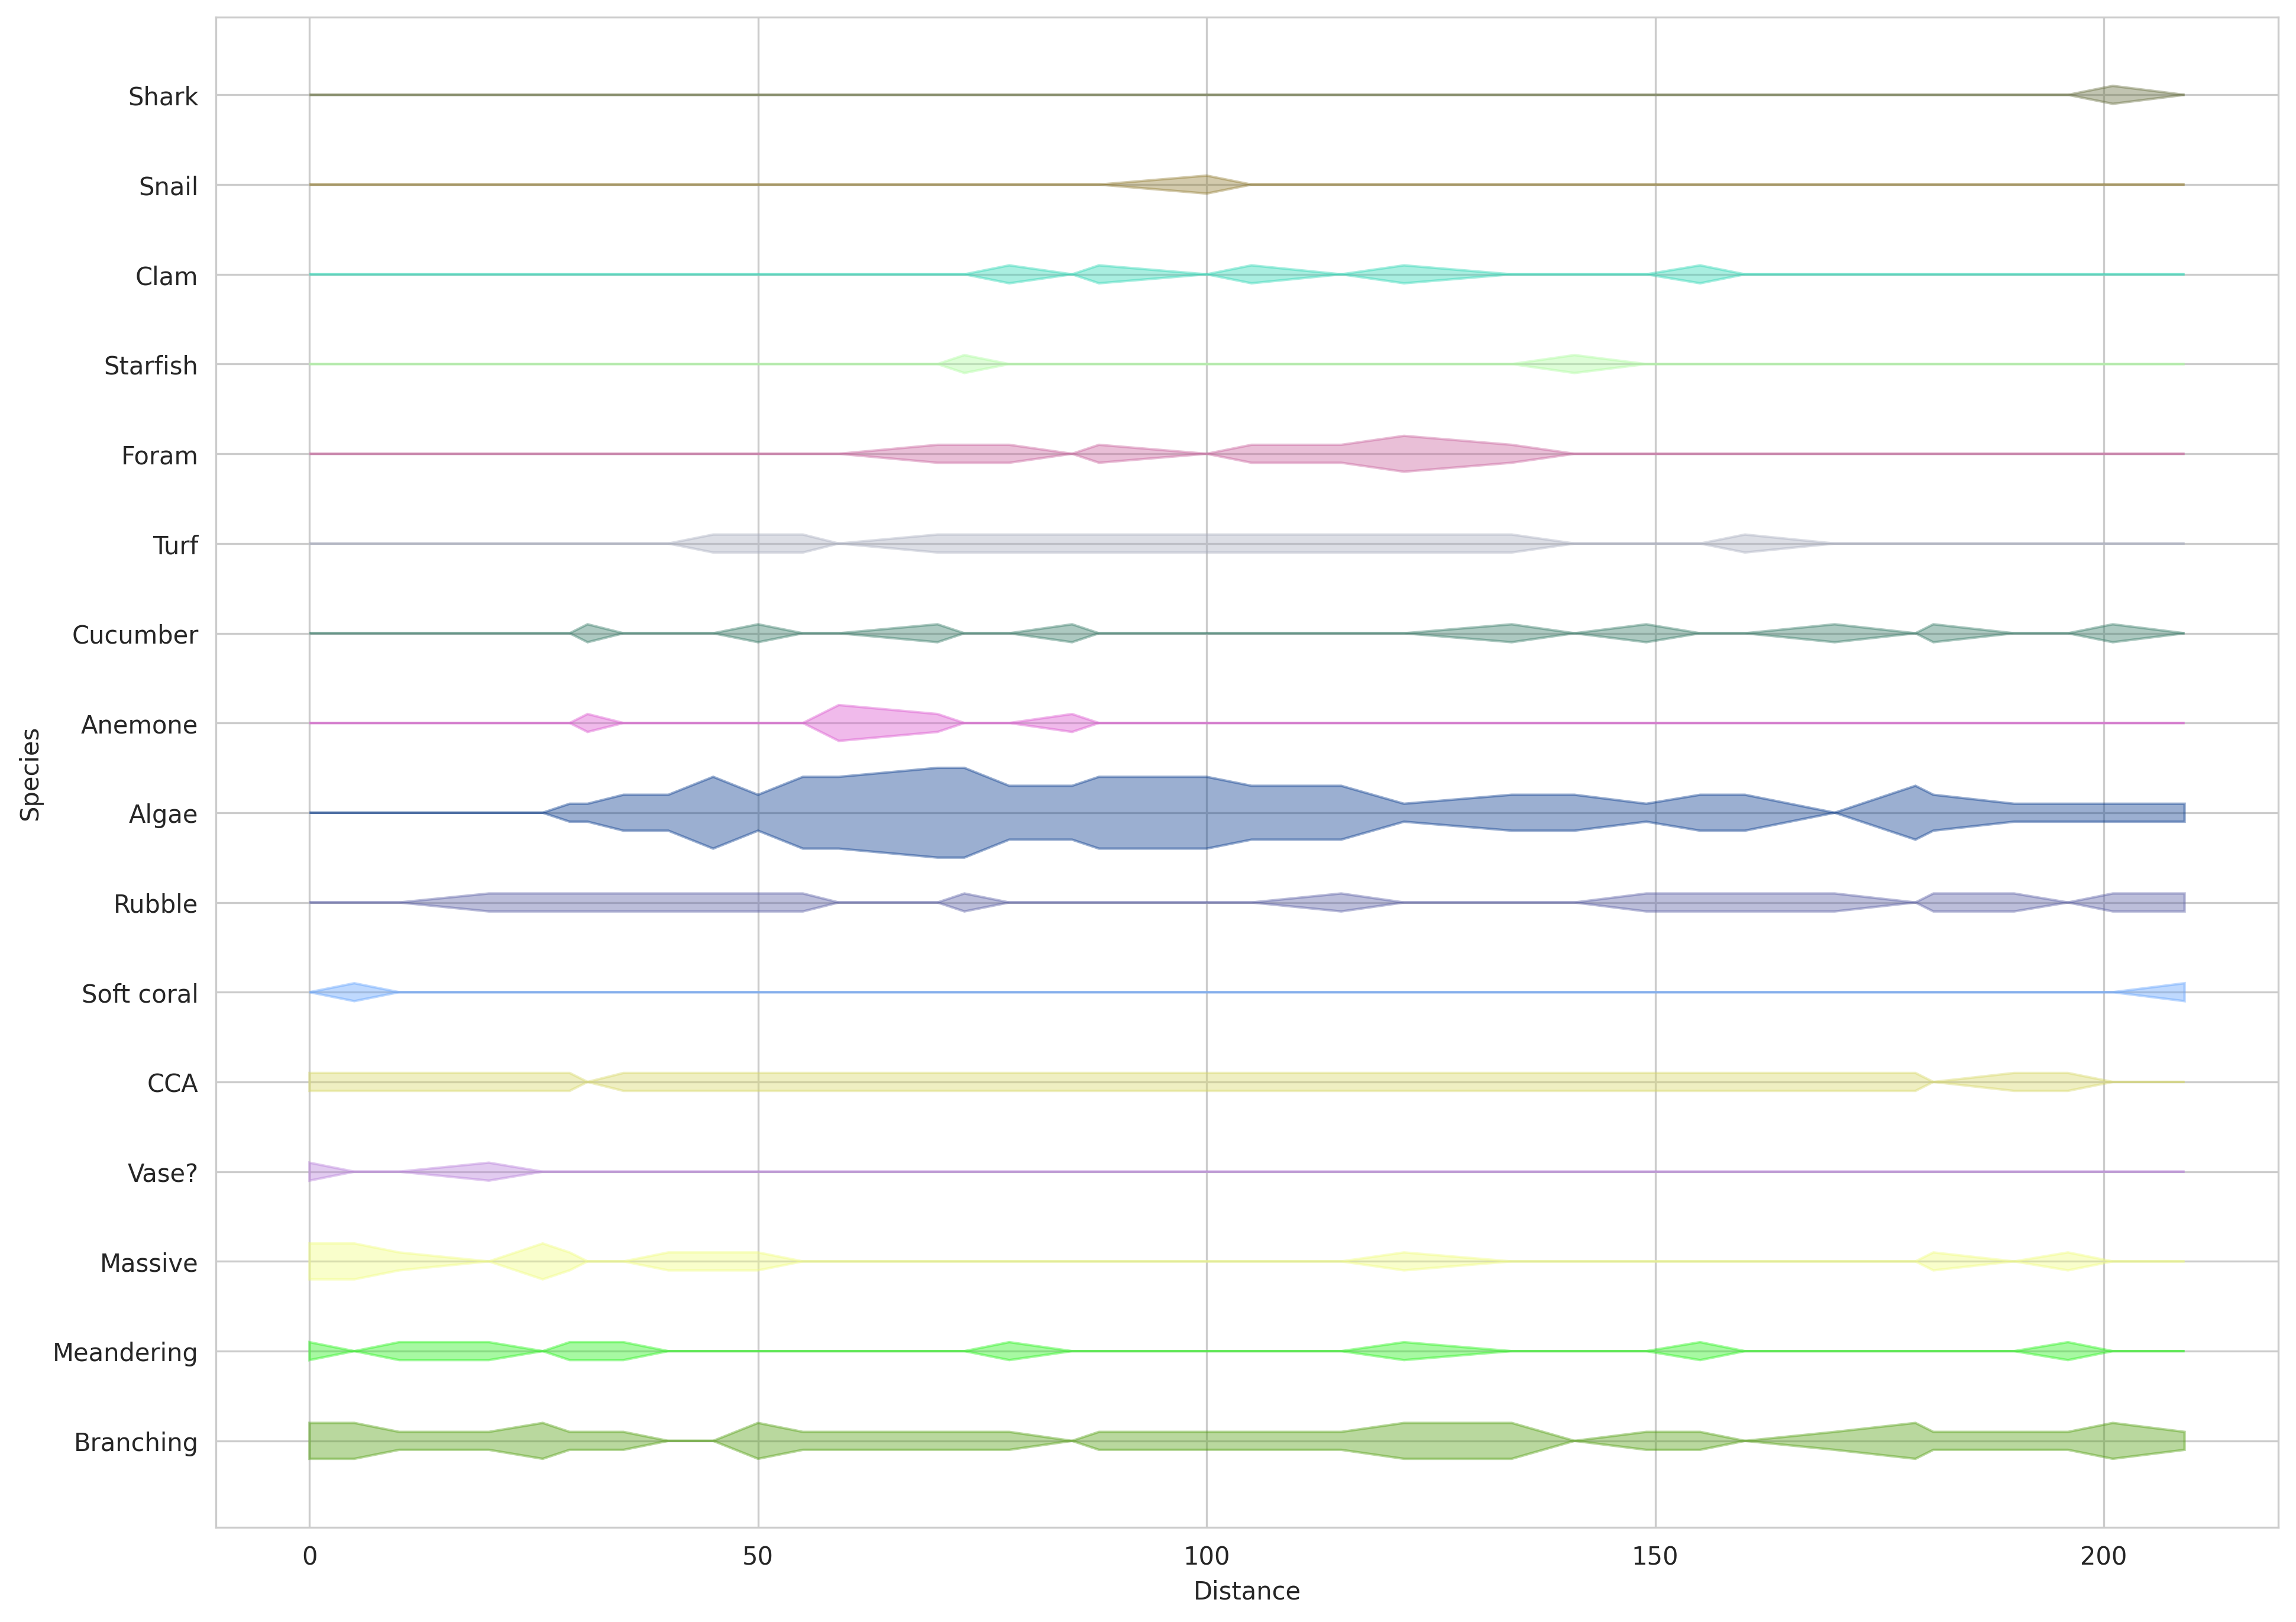 Shark
Snail
Clam
Starfish
Foram
Turf
Cucumber
Anemone
Algae
Rubble
Soft coral
CCA
Vase?
Massive
Meandering
Branching
Species
0 50 100 150 200
Distance